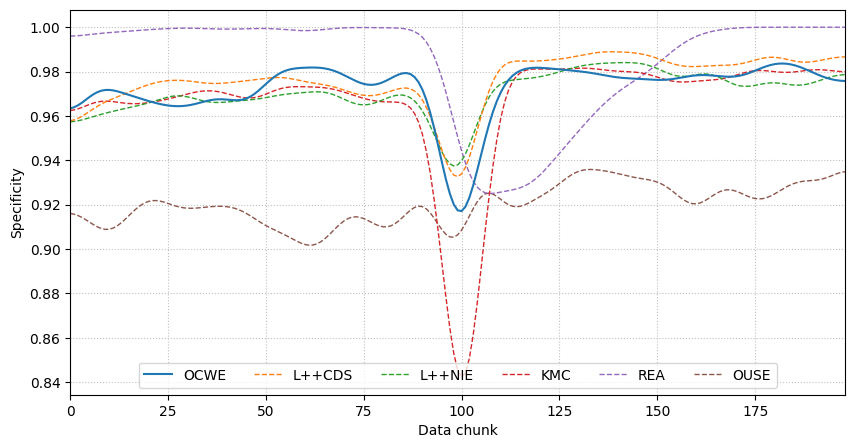 1.00
0.98
0.96
0.94
0.92
0.90
0.88
0.86
0.84
Specificity
OCWE L++CDS L++NIE KMC REA OUSE
0 25 50 75 100 125 150 175
Data chunk